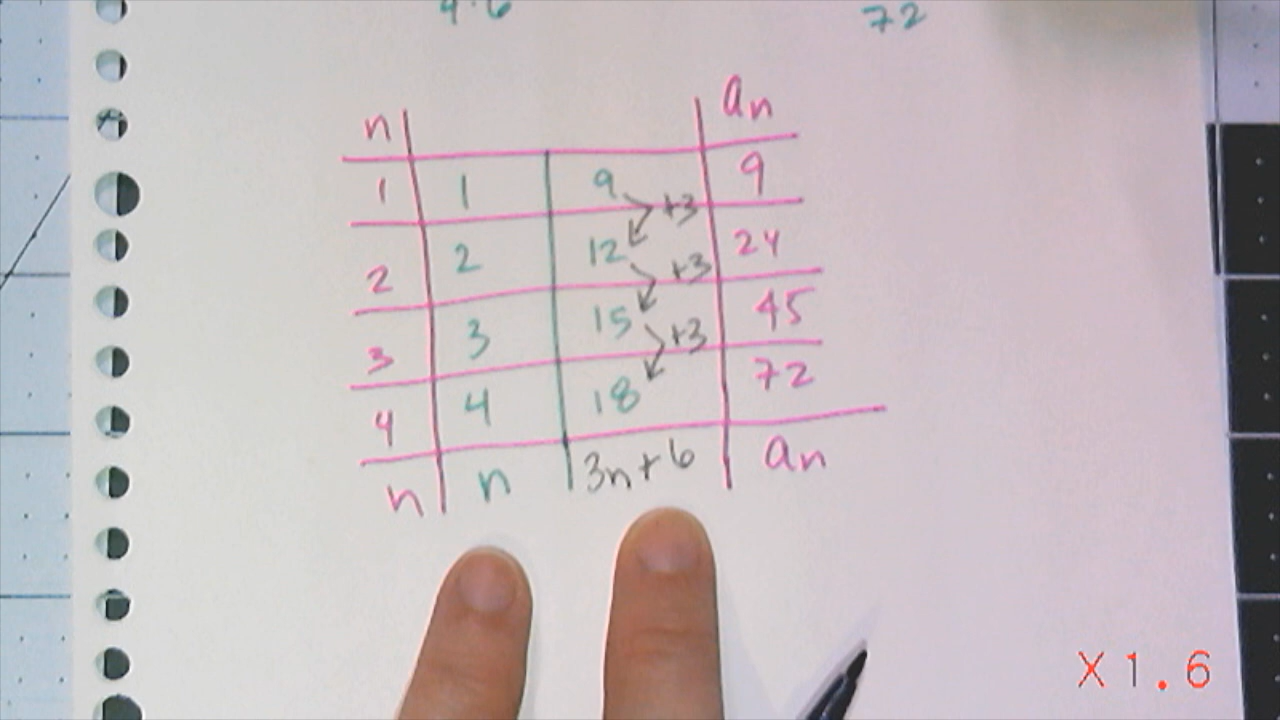 72
n an
1 1 9 9
+3
2 2 12 24
+3
3 3 15 45
+3
4 4 18 72
n n 3n+6 an
X1.6